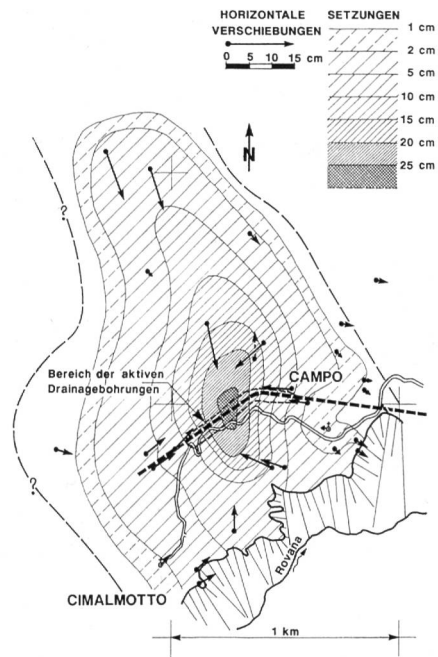 HORIZONTALE
VERSCHIEBUNGEN
0 5 10 15 cm
SETZUNGEN
1 cm
2 cm
5 cm
10 cm
15 cm
20 cm
25 cm
N
?
Bereich der aktiven
Drainagebohrungen
CAMPO
?
CIMALMOTTO
Rovana
1 km